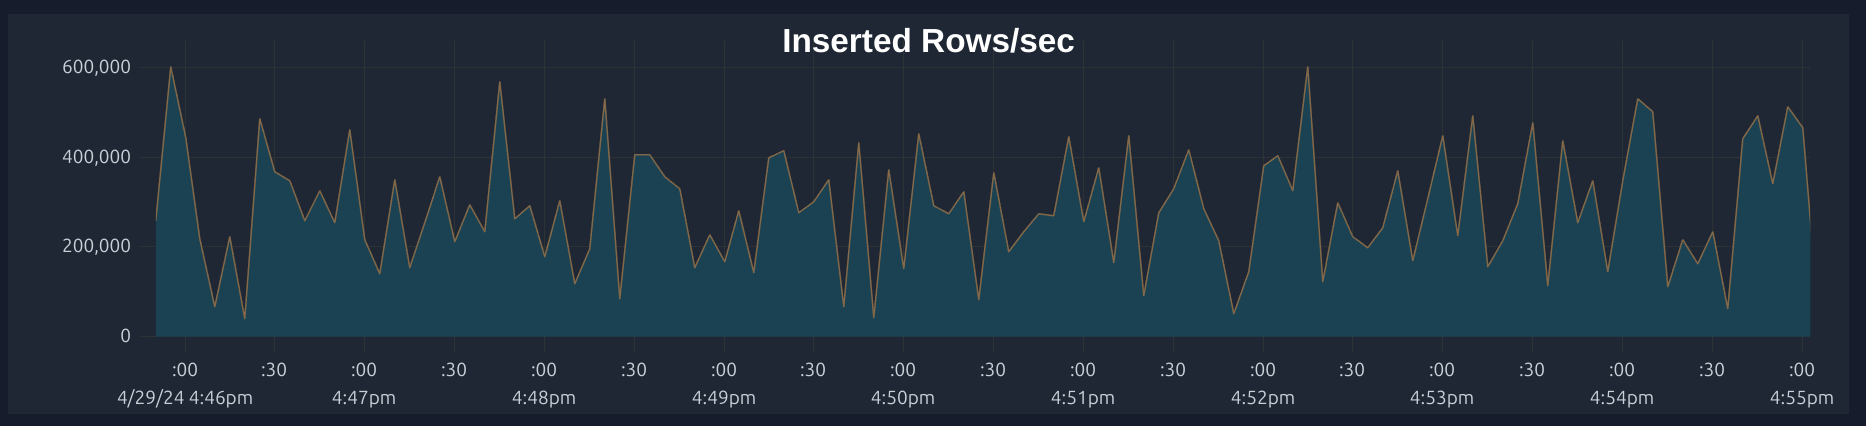 Inserted Rows/sec
600,000
400,000
200,000
0
:00 :30 :00 :30 :00 :30 :00 :30 :00 :30 :00 :30 :00 :30 :00 :30 :00 :30 :00
4/29/24 4:46pm 4:47pm 4:48pm 4:49pm 4:50pm 4:51pm 4:52pm 4:53pm 4:54pm 4:55pm